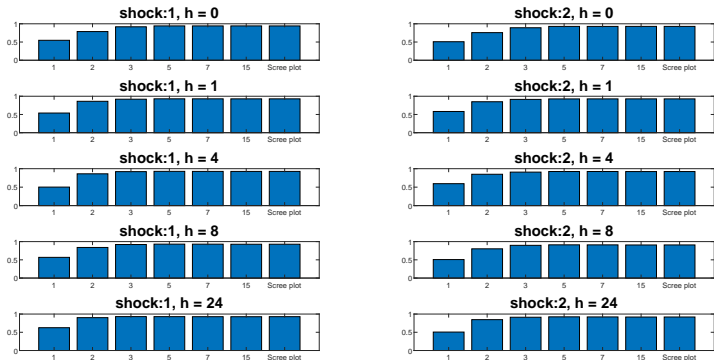 shock:1, h = 0
1
0.5
0
1 2 3 5 7 15 Scree plot
shock:2, h = 0
1
0.5
0
1 2 3 5 7 15 Scree plot
shock:1, h = 1
1
0.5
0
1 2 3 5 7 15 Scree plot
shock:2, h = 1
1
0.5
0
1 2 3 5 7 15 Scree plot
shock:1, h = 4
1
0.5
0
1 2 3 5 7 15 Scree plot
shock:2, h = 4
1
0.5
0
1 2 3 5 7 15 Scree plot
shock:1, h = 8
1
0.5
0
1 2 3 5 7 15 Scree plot
shock:2, h = 8
1
0.5
0
1 2 3 5 7 15 Scree plot
shock:1, h = 24
1
0.5
0
1 2 3 5 7 15 Scree plot
shock:2, h = 24
1
0.5
0
1 2 3 5 7 15 Scree plot